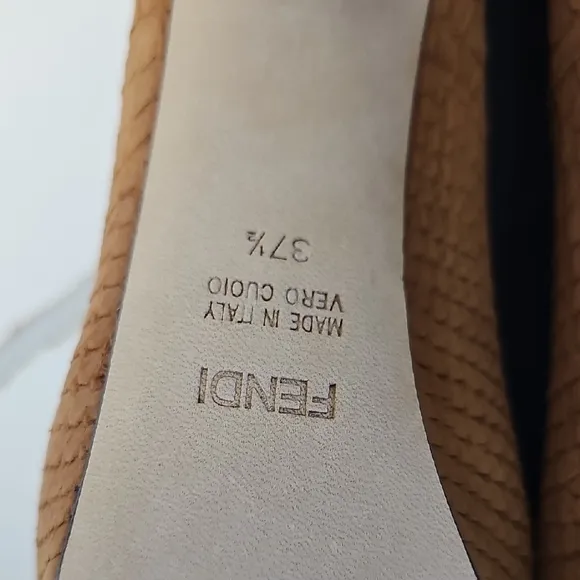 FENDI
MADE IN ITALY
VERO CUOIO
37½